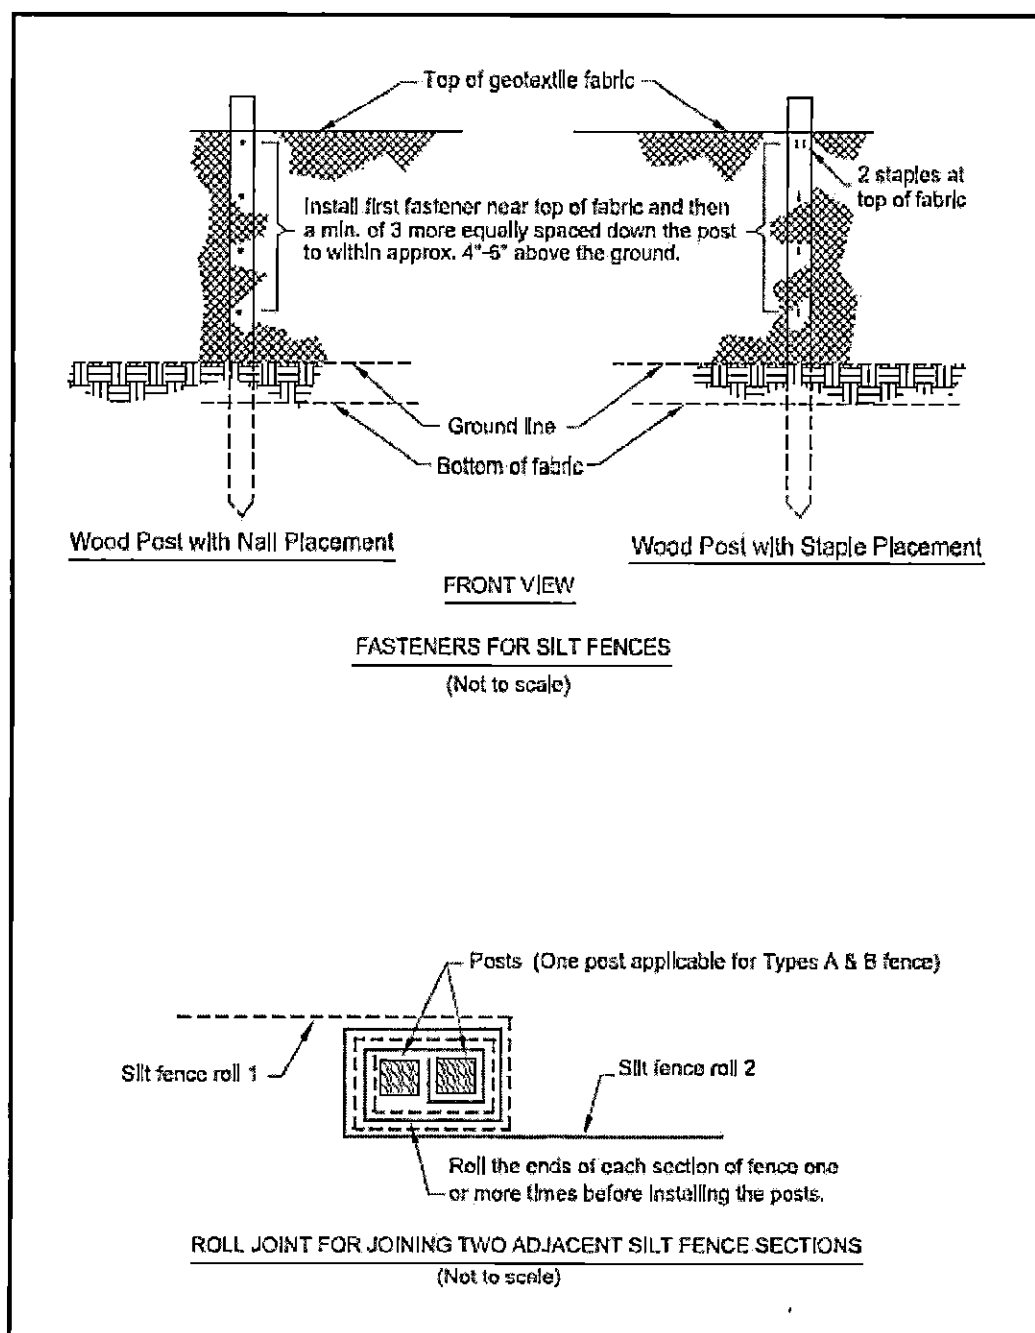 Top of geotextile fabric
2 staples at
top of fabric
Install first fastener near top of fabric and then
a min. of 3 more equally spaced down the post
to within approx. 4"-6" above the ground.
Ground line
Bottom of fabric
Wood Post with Nail Placement
Wood Post with Staple Placement
FRONT VIEW
FASTENERS FOR SILT FENCES
(Not to scale)
Posts (One post applicable for Types A & B fence)
Silt fence roll 1
Silt fence roll 2
Roll the ends of each section of fence one
or more times before installing the posts.
ROLL JOINT FOR JOINING TWO ADJACENT SILT FENCE SECTIONS
(Not to scale)